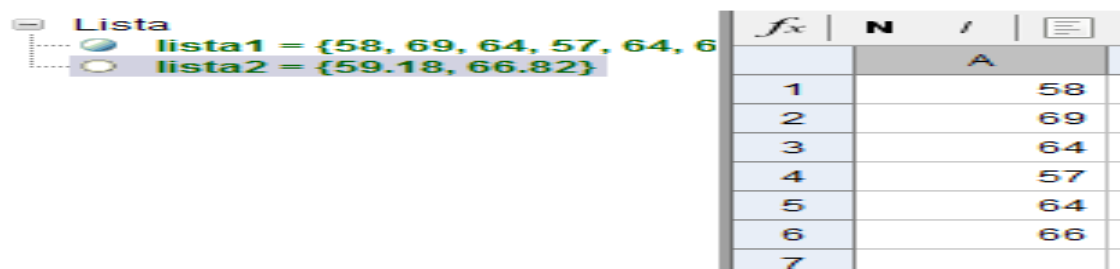 Lista
lista1 = {58, 69, 64, 57, 64, 6
lista2 = {59.18, 66.82}
fx N I
A
1 58
2 69
3 64
4 57
5 64
6 66
7